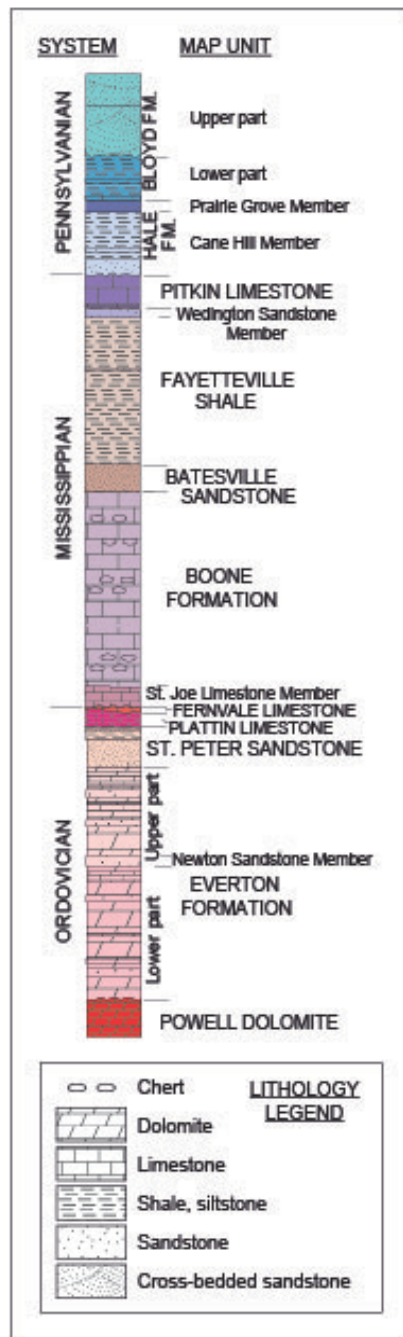 SYSTEM MAP UNIT
PENNSYLVANIAN
BLOYD FM.
Upper part
Lower part
HALE
FM.
Prairie Grove Member
Cane Hill Member
MISSISSIPPIAN
PITKIN LIMESTONE
Wedington Sandstone
Member
FAYETTEVILLE
SHALE
BATESVILLE
SANDSTONE
BOONE
FORMATION
St. Joe Limestone Member
ORDOVICIAN
FERNVALE LIMESTONE
PLATTIN LIMESTONE
ST. PETER SANDSTONE
Upper part
Newton Sandstone Member
EVERTON
FORMATION
Lower part
POWELL DOLOMITE
LITHOLOGY
LEGEND
Chert
Dolomite
Limestone
Shale, siltstone
Sandstone
Cross-bedded sandstone